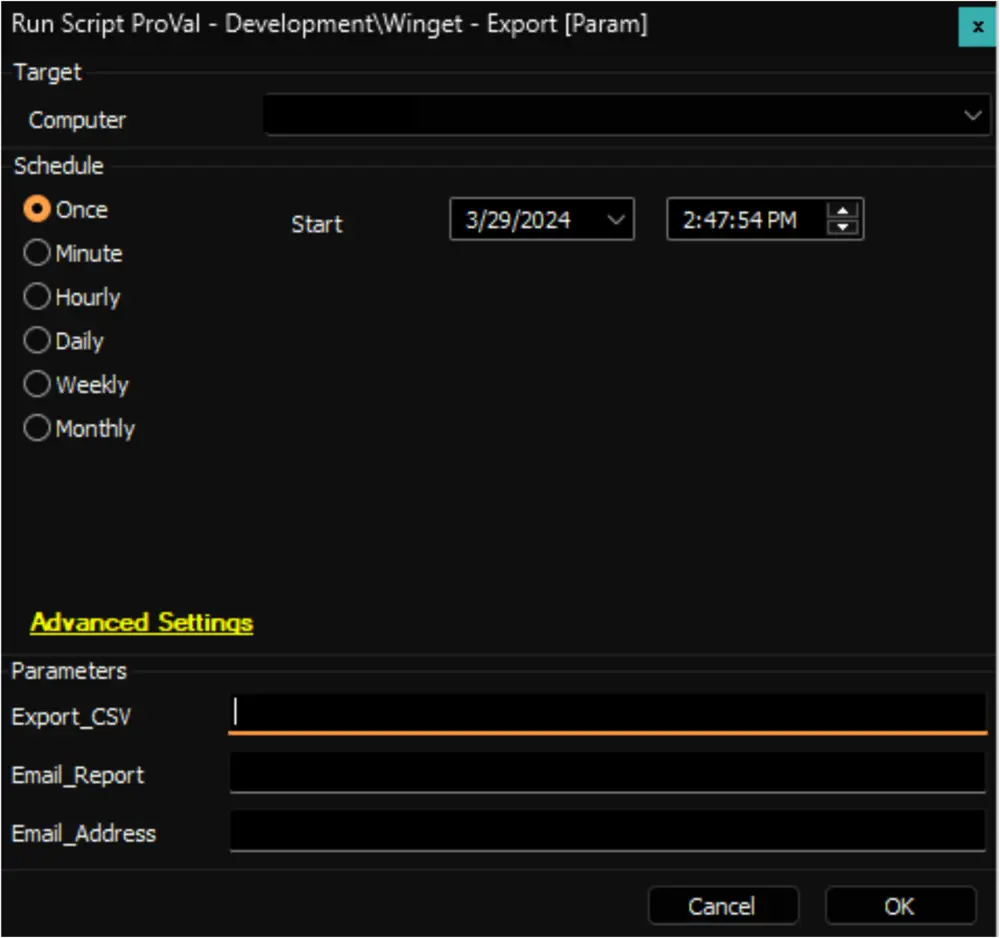 Run Script ProVal - Development\Winget - Export [Param]
x
Target
Computer
Schedule
Once
Start
3/29/2024
2:47:54 PM
Minute
Hourly
Daily
Weekly
Monthly
Advanced Settings
Parameters
Export_CSV
Email_Report
Email_Address
Cancel
OK